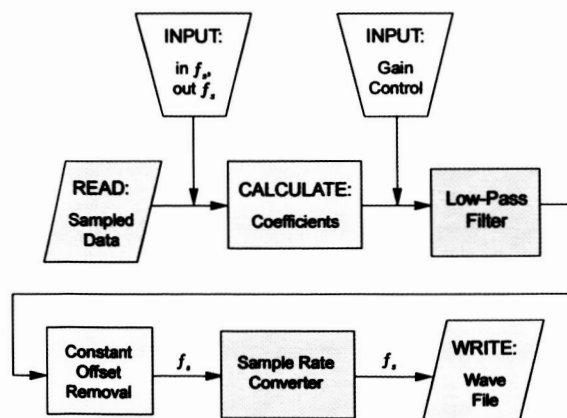 INPUT:
in fs,
out fs
INPUT:
Gain
Control
READ:
Sampled
Data
CALCULATE:
Coefficients
Low-Pass
Filter
Constant
Offset
Removal
fs
Sample Rate
Converter
fs
WRITE:
Wave
File